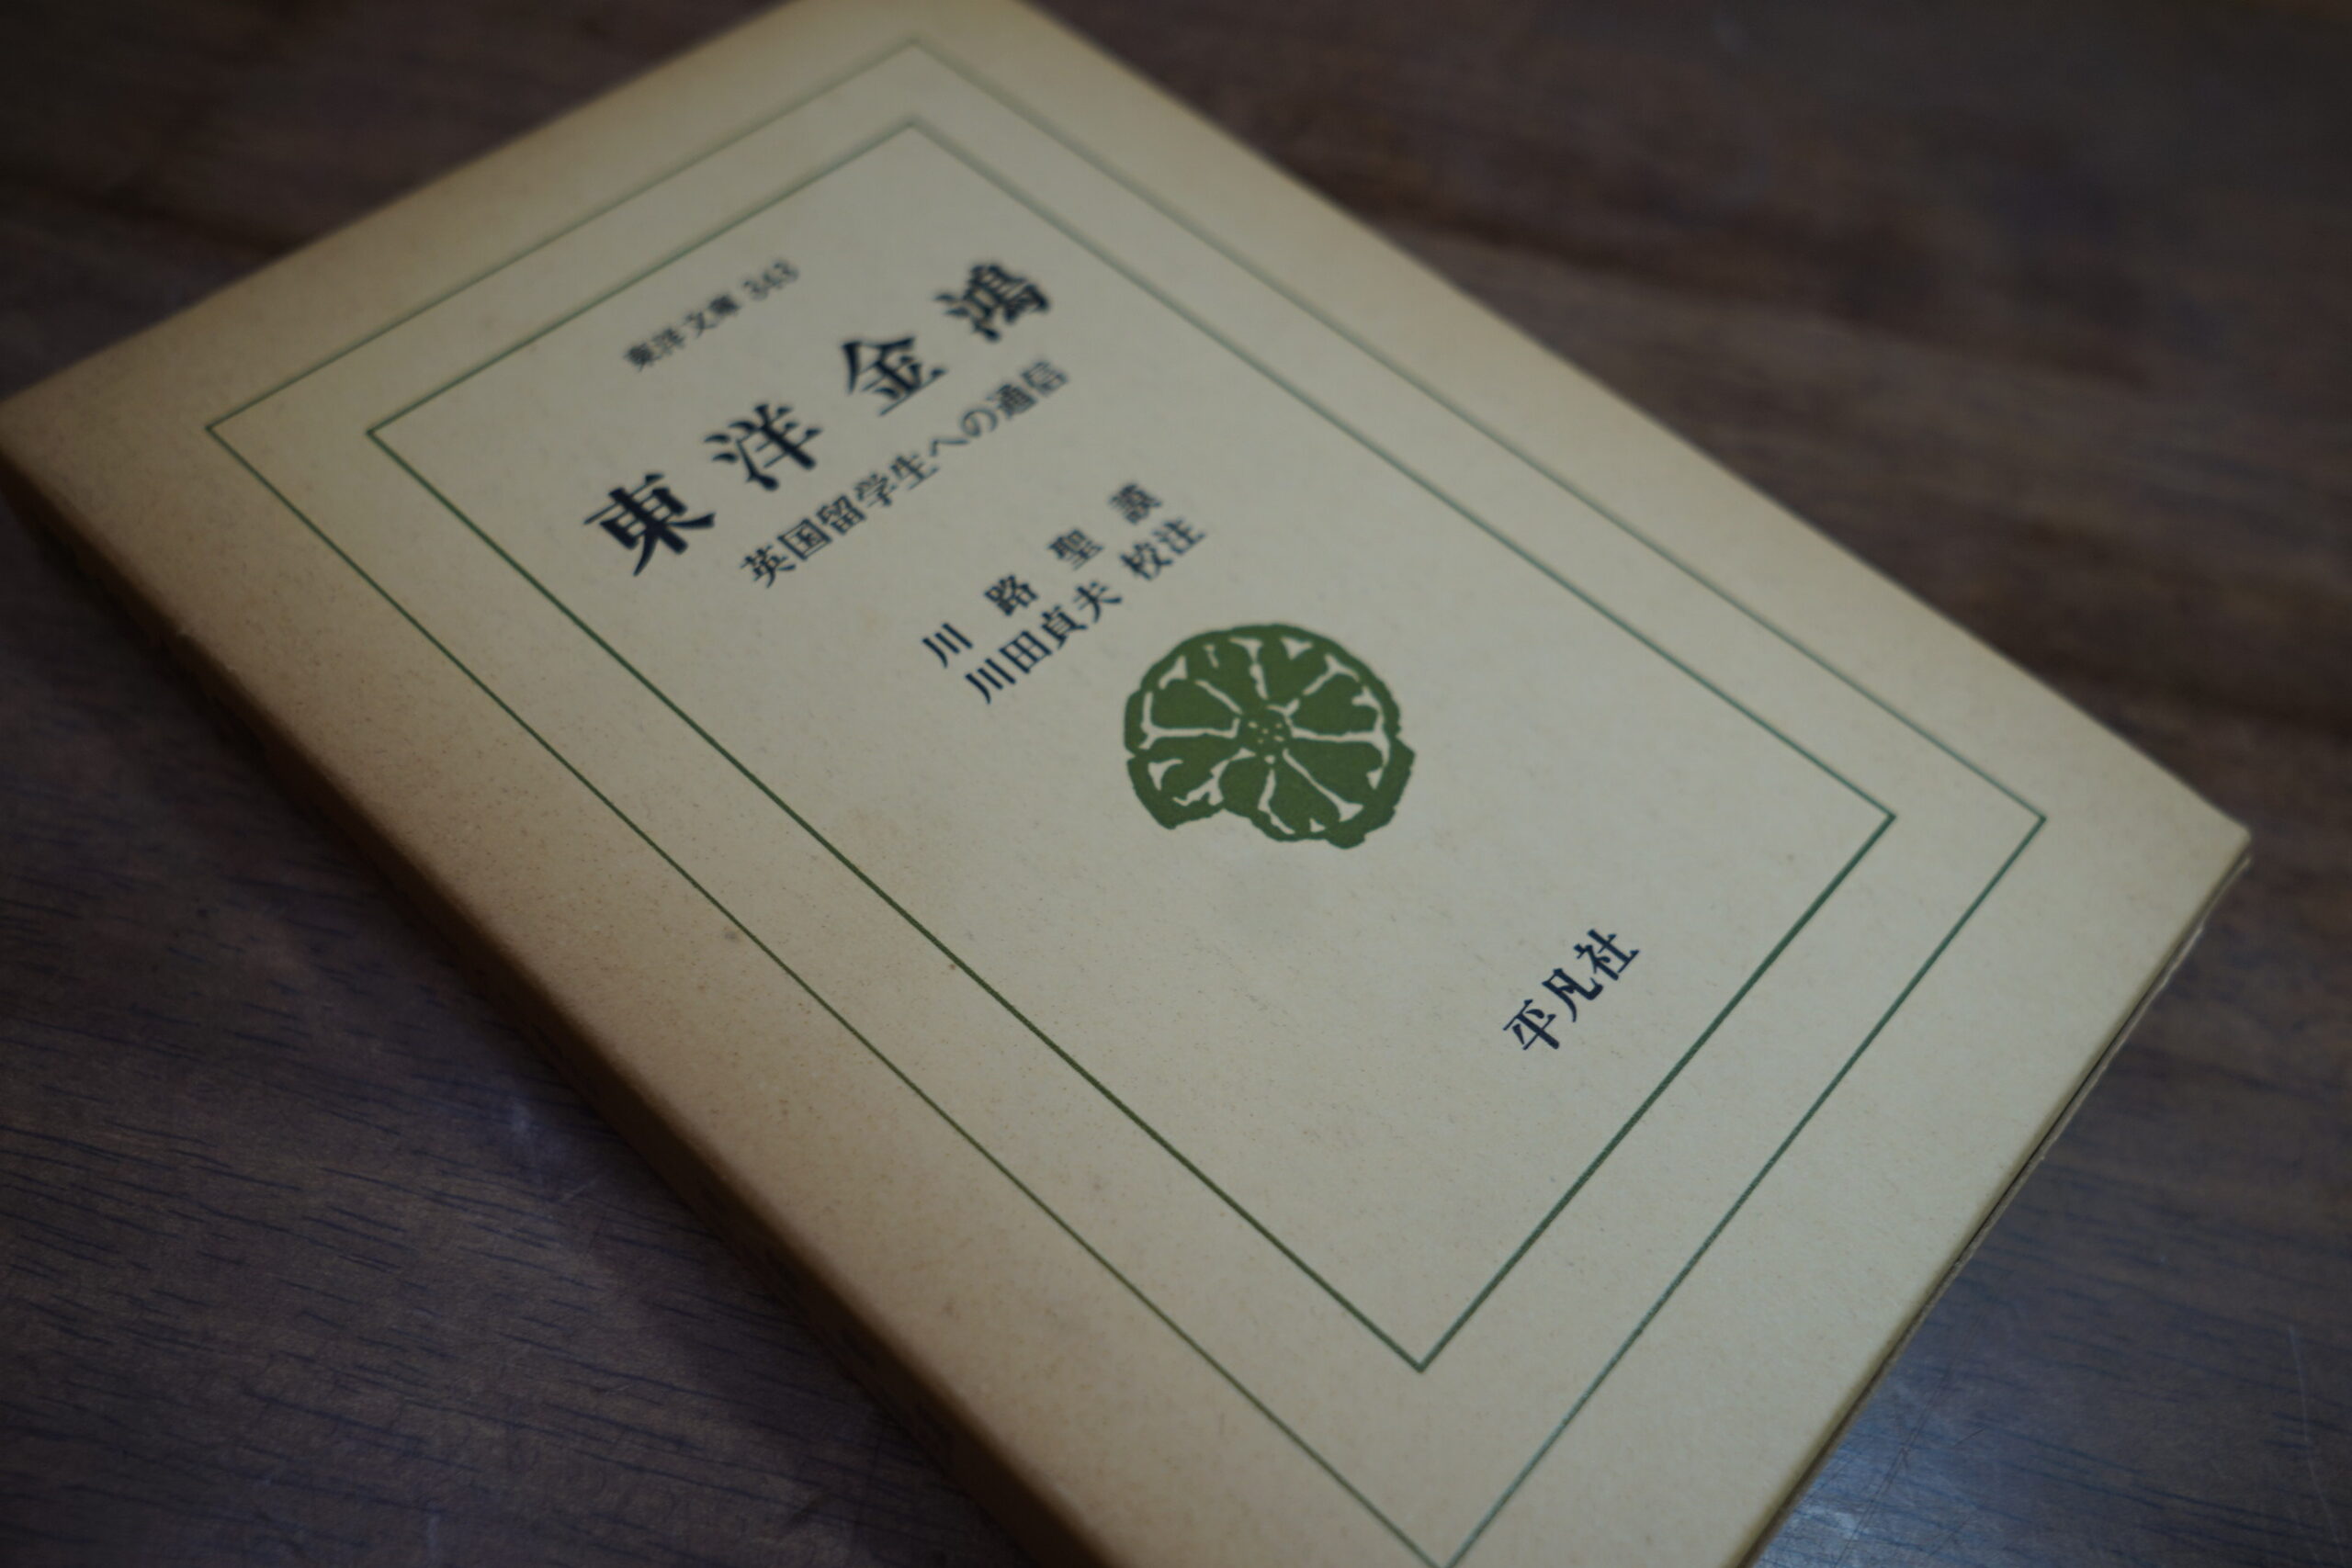 東洋文庫 343
東洋金鴻
英国留学生への通信
川路聖謨
川田貞夫 校注
平凡社